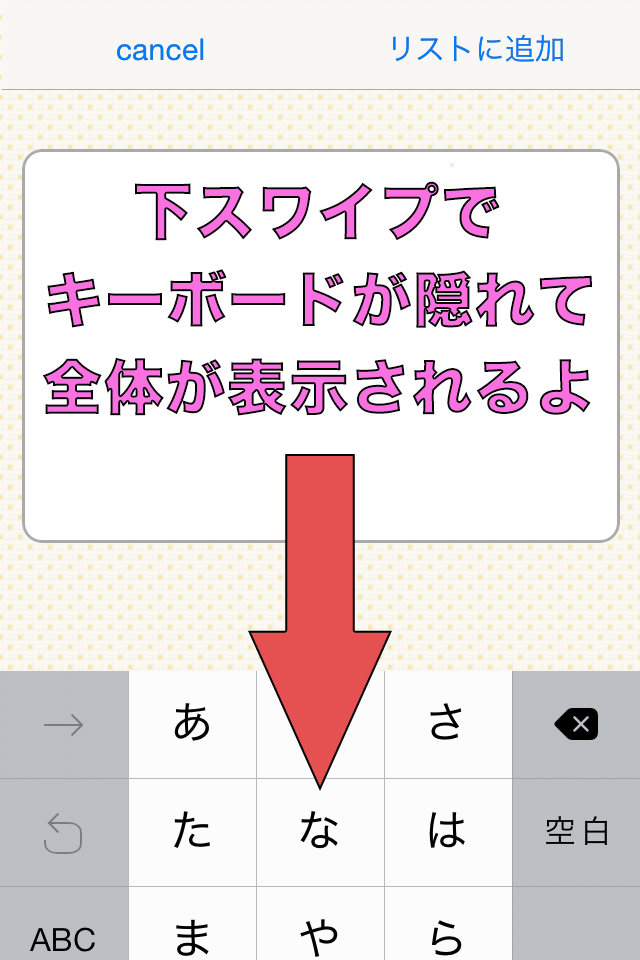 cancel
リストに追加
下スワイプで
キーボードが隠れて
全体が表示されるよ
あ
さ
た
な
は
空白
ABC
ま
や
ら